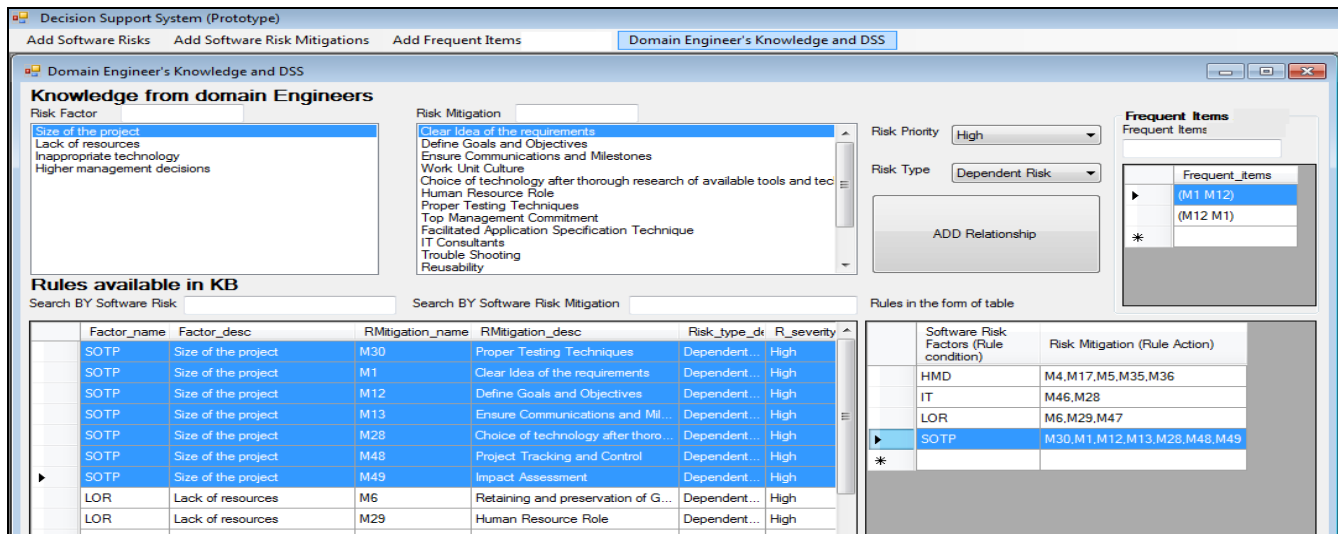 Decision Support System (Prototype)
Add Software Risks Add Software Risk Mitigations Add Frequent Items Domain Engineer's Knowledge and DSS
Domain Engineer's Knowledge and DSS
Knowledge from domain Engineers
Risk Factor
Size of the project
Lack of resources
Inappropriate technology
Higher management decisions
Risk Mitigation
Clear Idea of the requirements
Define Goals and Objectives
Ensure Communications and Milestones
Work Unit Culture
Choice of technology after thorough research of available tools and tec
Human Resource Role
Proper Testing Techniques
Top Management Commitment
Facilitated Application Specification Technique
IT Consultants
Trouble Shooting
Reusability
Risk Priority High
Risk Type Dependent Risk
ADD Relationship
Frequent Items
Frequent Items
Frequent_items
(M1 M12)
(M12 M1)
Rules available in KB
Search BY Software Risk Search BY Software Risk Mitigation
Factor_name Factor_desc RMitigation_name RMitigation_desc Risk_type_de R_severity
SOTP Size of the project M30 Proper Testing Techniques Dependent... High
SOTP Size of the project M1 Clear Idea of the requirements Dependent... High
SOTP Size of the project M12 Define Goals and Objectives Dependent... High
SOTP Size of the project M13 Ensure Communications and Mil... Dependent... High
SOTP Size of the project M28 Choice of technology after thoro... Dependent... High
SOTP Size of the project M48 Project Tracking and Control Dependent... High
SOTP Size of the project M49 Impact Assessment Dependent... High
LOR Lack of resources M6 Retaining and preservation of G... Dependent... High
LOR Lack of resources M29 Human Resource Role Dependent... High
Rules in the form of table
Software Risk
Factors (Rule
condition)
Risk Mitigation (Rule Action)
HMD M4,M17,M5,M35,M36
IT M46,M28
LOR M6,M29,M47
SOTP M30,M1,M12,M13,M28,M48,M49